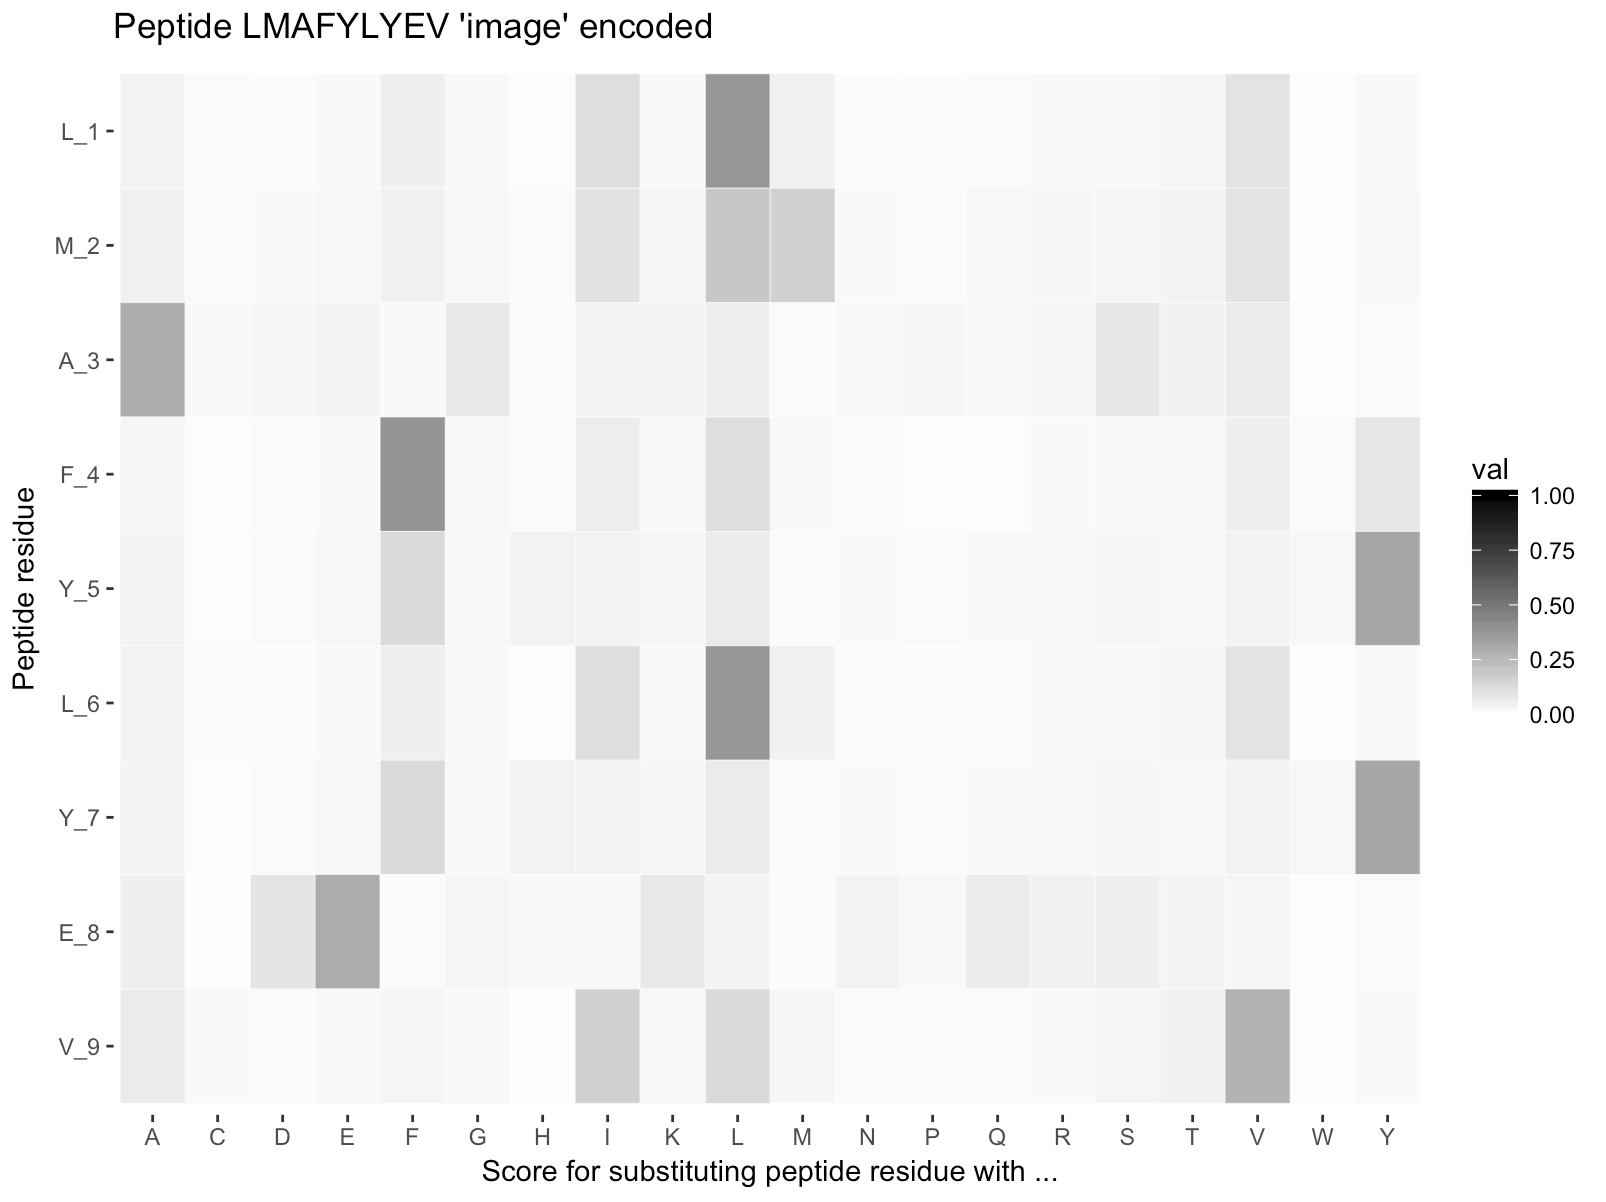 Peptide LMAFYLYEV 'image' encoded
Peptide residue
L_1
M_2
A_3
F_4
Y_5
L_6
Y_7
E_8
V_9
A C D E F G H I K L M N P Q R S T V W Y
Score for substituting peptide residue with ...
val
1.00
0.75
0.50
0.25
0.00